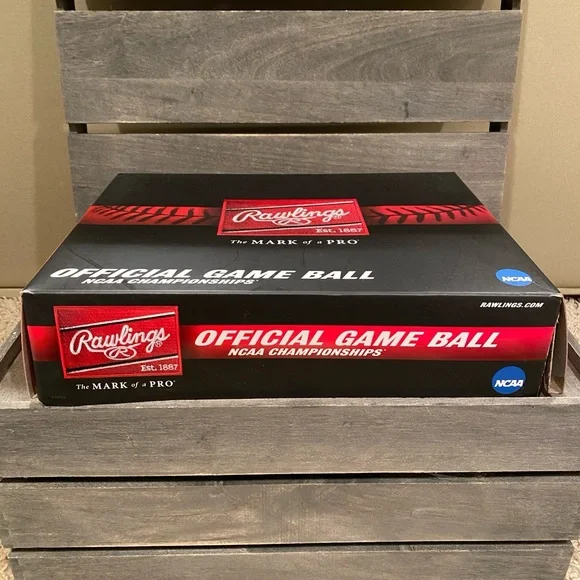 Rawlings®
Est. 1887
The MARK of a PRO®
OFFICIAL GAME BALL
NCAA CHAMPIONSHIPS®
NCAA
RAWLINGS.COM
Rawlings®
R
Est. 1887
The MARK of a PRO®
OFFICIAL GAME BALL
NCAA CHAMPIONSHIPS®
NCAA